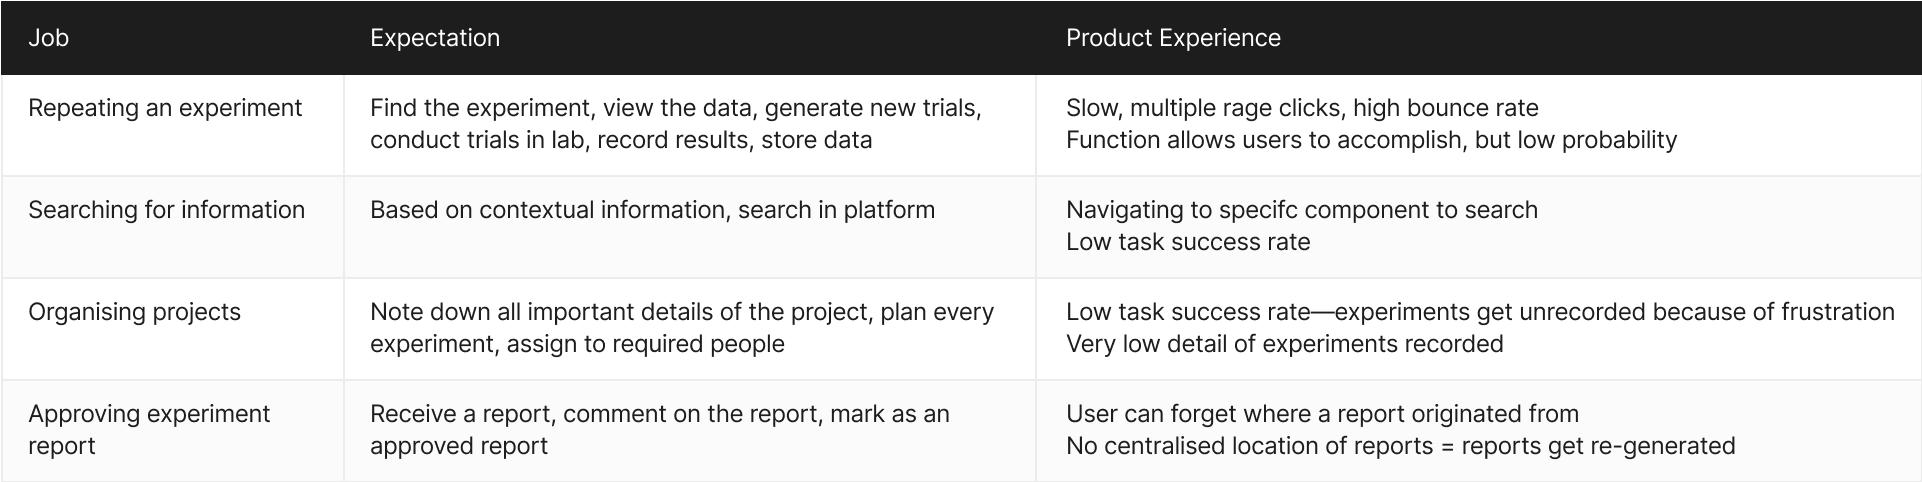 Job Expectation Product Experience
Repeating an experiment
Find the experiment, view the data, generate new trials,
conduct trials in lab, record results, store data
Slow, multiple rage clicks, high bounce rate
Function allows users to accomplish, but low probability
Searching for information
Based on contextual information, search in platform
Navigating to specifc component to search
Low task success rate
Organising projects
Note down all important details of the project, plan every
experiment, assign to required people
Low task success rate—experiments get unrecorded because of frustration
Very low detail of experiments recorded
Approving experiment
report
Receive a report, comment on the report, mark as an
approved report
User can forget where a report originated from
No centralised location of reports = reports get re-generated